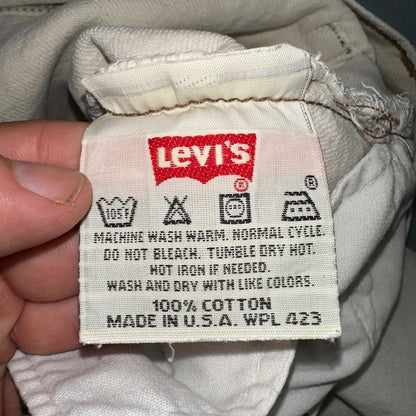 LEVI'S
®
®
105F
MACHINE WASH WARM. NORMAL CYCLE.
DO NOT BLEACH. TUMBLE DRY HOT.
HOT IRON IF NEEDED.
WASH AND DRY WITH LIKE COLORS.
100% COTTON
MADE IN U.S.A. WPL 423